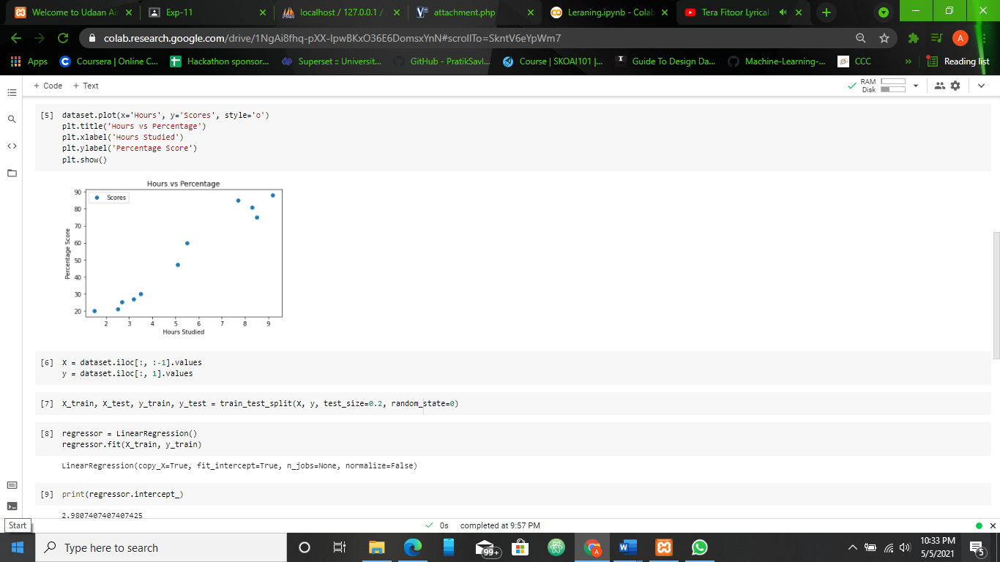 Welcome to Udaan Air
Exp-11
localhost / 127.0.0.1 /
attachment.php
Leraning.ipynb - Colab
Tera Fitoor Lyrical
colab.research.google.com/drive/1NgAi8fhq-pXX-IpwBKxO36E6DomsxYnN#scrollTo=SkntV6eYpWm7
A
Apps
Coursera | Online C...
Hackathon sponsor...
Superset :: Universit...
GitHub - PratikSavl...
Course | SKOAI101 |...
T
Guide To Design Da...
Machine-Learning-...
CCC
»
Reading list
+ Code + Text
RAM
Disk
[5] dataset.plot(x='Hours', y='Scores', style='o')
plt.title('Hours vs Percentage')
plt.xlabel('Hours Studied')
plt.ylabel('Percentage Score')
plt.show()
Hours vs Percentage
Scores
90
80
70
60
50
40
30
20
Percentage Score
2 3 4 5 6 7 8 9
Hours Studied
[6] X = dataset.iloc[:, :-1].values
y = dataset.iloc[:, 1].values
[7] X_train, X_test, y_train, y_test = train_test_split(X, y, test_size=0.2, random_state=0)
[8] regressor = LinearRegression()
regressor.fit(X_train, y_train)
LinearRegression(copy_X=True, fit_intercept=True, n_jobs=None, normalize=False)
[9] print(regressor.intercept_)
2.9807407407407425
Start
0s completed at 9:57 PM
Type here to search
99+
A
10:33 PM
5/5/2021
5